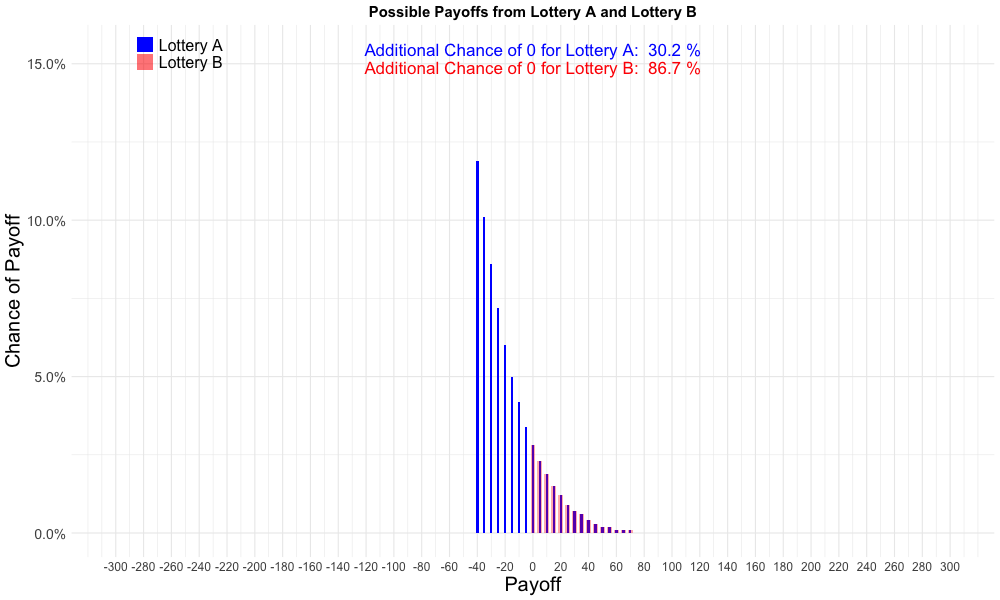 Possible Payoffs from Lottery A and Lottery B
Lottery A
Lottery B
Additional Chance of 0 for Lottery A: 30.2 %
Additional Chance of 0 for Lottery B: 86.7 %
15.0%
10.0%
5.0%
0.0%
Chance of Payoff
-300 -280 -260 -240 -220 -200 -180 -160 -140 -120 -100 -80 -60 -40 -20 0 20 40 60 80 100 120 140 160 180 200 220 240 260 280 300
Payoff